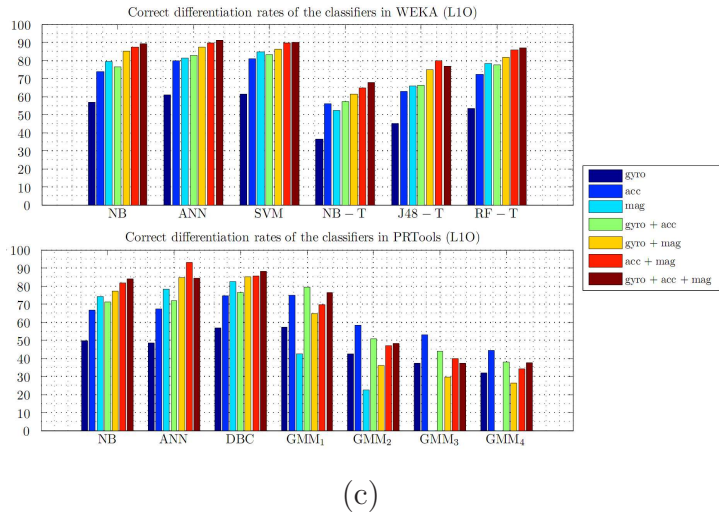 Correct differentiation rates of the classifiers in WEKA (L1O)
100
90
80
70
60
50
40
30
20
10
0
NB ANN SVM NB – T J48 – T RF – T
Correct differentiation rates of the classifiers in PRTools (L1O)
100
90
80
70
60
50
40
30
20
10
0
NB ANN DBC GMM₁ GMM₂ GMM₃ GMM₄
gyro
acc
mag
gyro + acc
gyro + mag
acc + mag
gyro + acc + mag
(c)